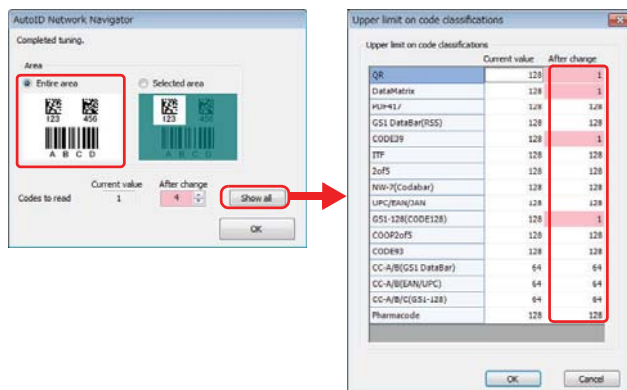 AutoID Network Navigator
Completed tuning.
Area
Entire area
Selected area
123 456
A B C D
123
Current value After change
Codes to read 1 4 Show all
OK
Upper limit on code classifications
Upper limit on code classifications
Current value After change
QR 128 1
DataMatrix 128 1
PDF417 128 128
GS1 DataBar(RSS) 128 128
CODE39 128 1
ITF 128 128
2of5 128 128
NW-7(Codabar) 128 128
UPC/EAN/JAN 128 128
GS1-128(CODE128) 128 1
COOP2of5 128 128
CODE93 128 128
CC-A/B(GS1 DataBar) 64 64
CC-A/B(EAN/UPC) 64 64
CC-A/B/C(GS1-128) 64 64
Pharmacode 128 128
OK Cancel